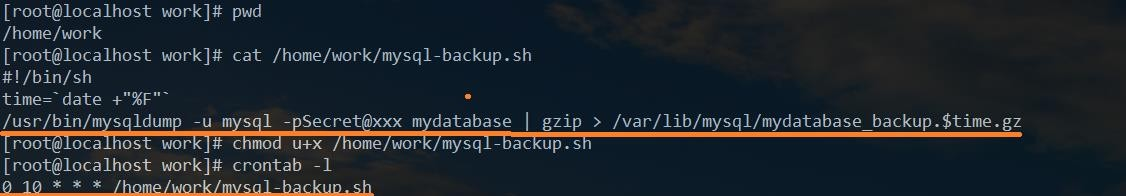 [root@localhost work]# pwd
/home/work
[root@localhost work]# cat /home/work/mysql-backup.sh
#!/bin/sh
time=`date +"%F"`
/usr/bin/mysqldump -u mysql -pSecret@xxx mydatabase | gzip > /var/lib/mysql/mydatabase_backup.$time.gz
[root@localhost work]# chmod u+x /home/work/mysql-backup.sh
[root@localhost work]# crontab -l
0 10 * * * /home/work/mysql-backup.sh